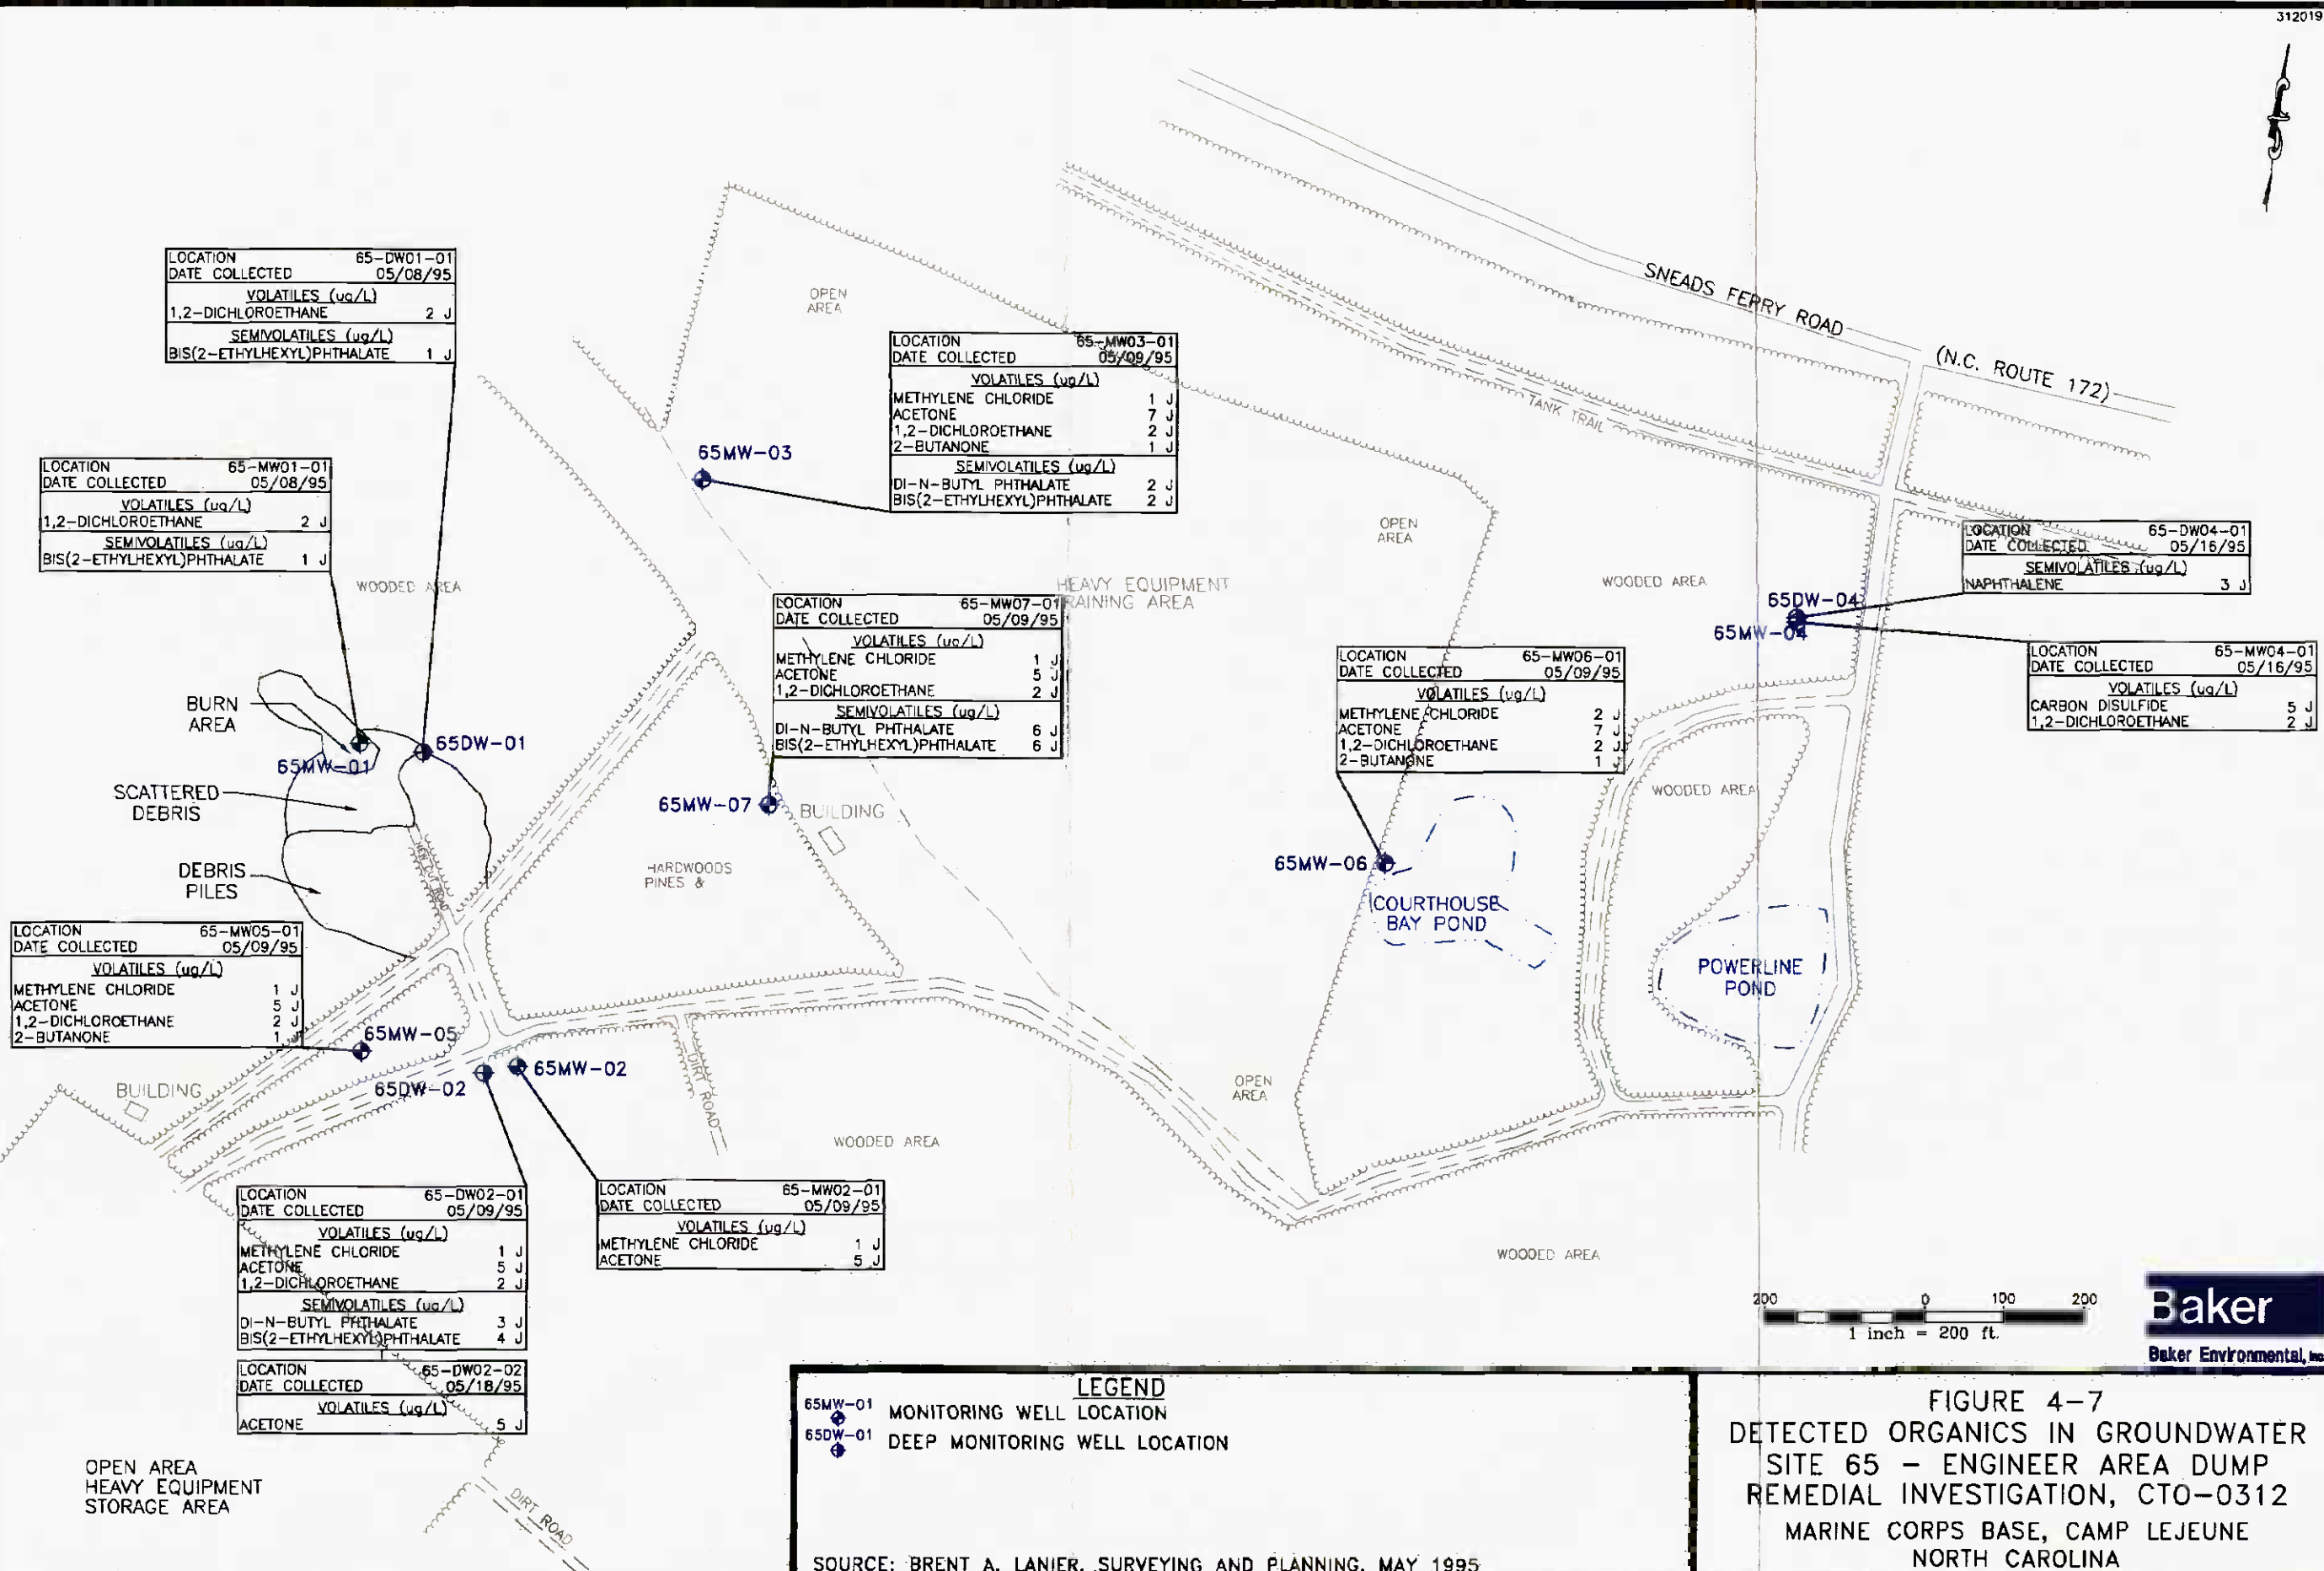 312019
SNEADS FERRY ROAD
(N.C. ROUTE 172)
TANK TRAIL
LOCATION 65-DW01-01
DATE COLLECTED 05/08/95
VOLATILES (ug/L)
1,2-DICHLOROETHANE 2 J
SEMIVOLATILES (ug/L)
BIS(2-ETHYLHEXYL)PHTHALATE 1 J
OPEN
AREA
LOCATION 65-MW03-01
DATE COLLECTED 05/09/95
VOLATILES (ug/L)
METHYLENE CHLORIDE 1 J
ACETONE 7 J
1,2-DICHLOROETHANE 2 J
2-BUTANONE 1 J
SEMIVOLATILES (ug/L)
DI-N-BUTYL PHTHALATE 2 J
BIS(2-ETHYLHEXYL)PHTHALATE 2 J
65MW-03
LOCATION 65-MW01-01
DATE COLLECTED 05/08/95
VOLATILES (ug/L)
1,2-DICHLOROETHANE 2 J
SEMIVOLATILES (ug/L)
BIS(2-ETHYLHEXYL)PHTHALATE 1 J
WOODED AREA
OPEN
AREA
LOCATION 65-DW04-01
DATE COLLECTED 05/16/95
SEMIVOLATILES (ug/L)
NAPHTHALENE 3 J
WOODED AREA
HEAVY EQUIPMENT
RAINING AREA
65DW-04
65MW-04
LOCATION 65-MW07-01
DATE COLLECTED 05/09/95
VOLATILES (ug/L)
METHYLENE CHLORIDE 1 J
ACETONE 5 J
1,2-DICHLOROETHANE 2 J
SEMIVOLATILES (ug/L)
DI-N-BUTYL PHTHALATE 6 J
BIS(2-ETHYLHEXYL)PHTHALATE 6 J
LOCATION 65-MW06-01
DATE COLLECTED 05/09/95
VOLATILES (ug/L)
METHYLENE CHLORIDE 2 J
ACETONE 7 J
1,2-DICHLOROETHANE 2 J
2-BUTANONE 1 J
LOCATION 65-MW04-01
DATE COLLECTED 05/16/95
VOLATILES (ug/L)
CARBON DISULFIDE 5 J
1,2-DICHLOROETHANE 2 J
BURN
AREA
65DW-01
65MW-01
SCATTERED
DEBRIS
65MW-07
BUILDING
WOODED AREA
DEBRIS
PILES
HARDWOODS
PINES &
65MW-06
COURTHOUSE
BAY POND
POWERLINE
POND
LOCATION 65-MW05-01
DATE COLLECTED 05/09/95
VOLATILES (ug/L)
METHYLENE CHLORIDE 1 J
ACETONE 5 J
1,2-DICHLOROETHANE 2 J
2-BUTANONE 1 J
65MW-05
65DW-02
65MW-02
DIRT ROAD
BUILDING
OPEN
AREA
WOODED AREA
LOCATION 65-DW02-01
DATE COLLECTED 05/09/95
VOLATILES (ug/L)
METHYLENE CHLORIDE 1 J
ACETONE 5 J
1,2-DICHLOROETHANE 2 J
SEMIVOLATILES (ug/L)
DI-N-BUTYL PHTHALATE 3 J
BIS(2-ETHYLHEXYL)PHTHALATE 4 J
LOCATION 65-MW02-01
DATE COLLECTED 05/09/95
VOLATILES (ug/L)
METHYLENE CHLORIDE 1 J
ACETONE 5 J
WOODED AREA
LOCATION 65-DW02-02
DATE COLLECTED 05/18/95
VOLATILES (ug/L)
ACETONE 5 J
OPEN AREA
HEAVY EQUIPMENT
STORAGE AREA
DIRT ROAD
200 0 100 200
1 inch = 200 ft.
Baker
Baker Environmental, Inc
LEGEND
65MW-01 MONITORING WELL LOCATION
65DW-01 DEEP MONITORING WELL LOCATION
SOURCE: BRENT A. LANIER, SURVEYING AND PLANNING, MAY 1995
FIGURE 4-7
DETECTED ORGANICS IN GROUNDWATER
SITE 65 - ENGINEER AREA DUMP
REMEDIAL INVESTIGATION, CTO-0312
MARINE CORPS BASE, CAMP LEJEUNE
NORTH CAROLINA